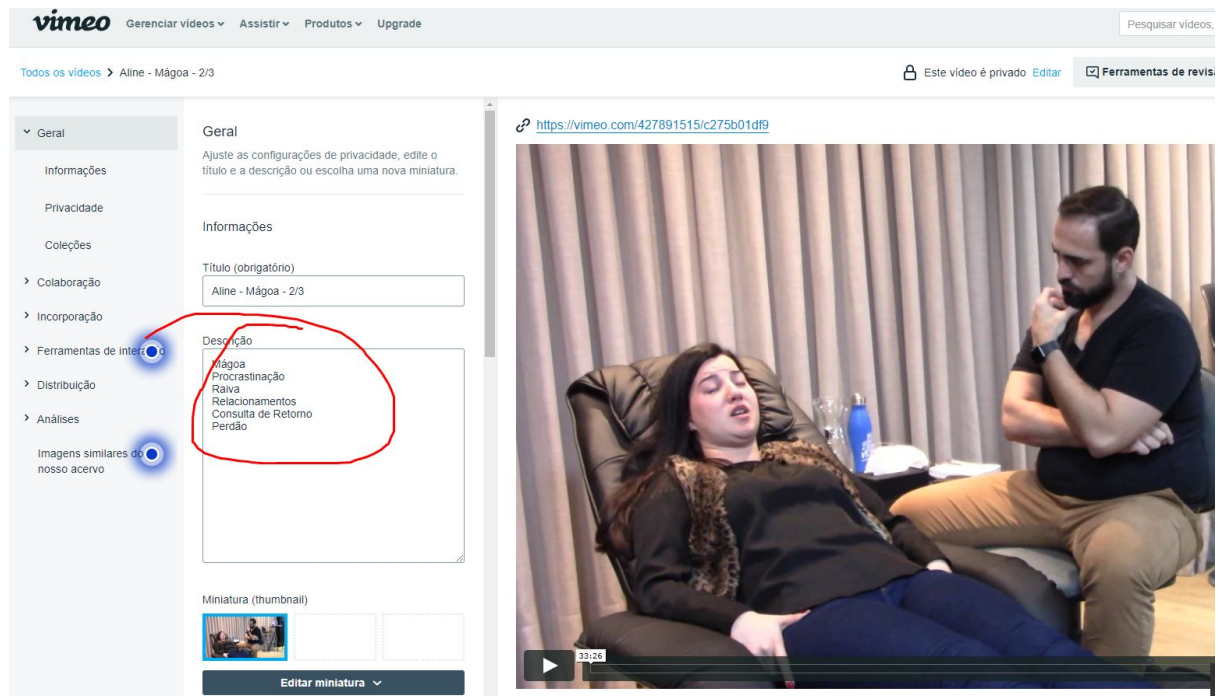 vimeo
Gerenciar vídeos
Assistir
Produtos
Upgrade
Pesquisar vídeos,
Todos os vídeos > Aline - Mágoa - 2/3
Este vídeo é privado Editar
Ferramentas de revis
Geral
Informações
Privacidade
Coleções
Colaboração
Incorporação
Ferramentas de
Distribuição
Análises
Imagens similares do
nosso acervo
Geral
Ajuste as configurações de privacidade, edite o
título e a descrição ou escolha uma nova miniatura.
Informações
Título (obrigatório)
Aline - Mágoa - 2/3
Descrição
Mágoa
Procrastinação
Raiva
Relacionamentos
Consulta de Retorno
Perdão
Miniatura (thumbnail)
Editar miniatura
https://vimeo.com/427891515/c275b01df9
33:26